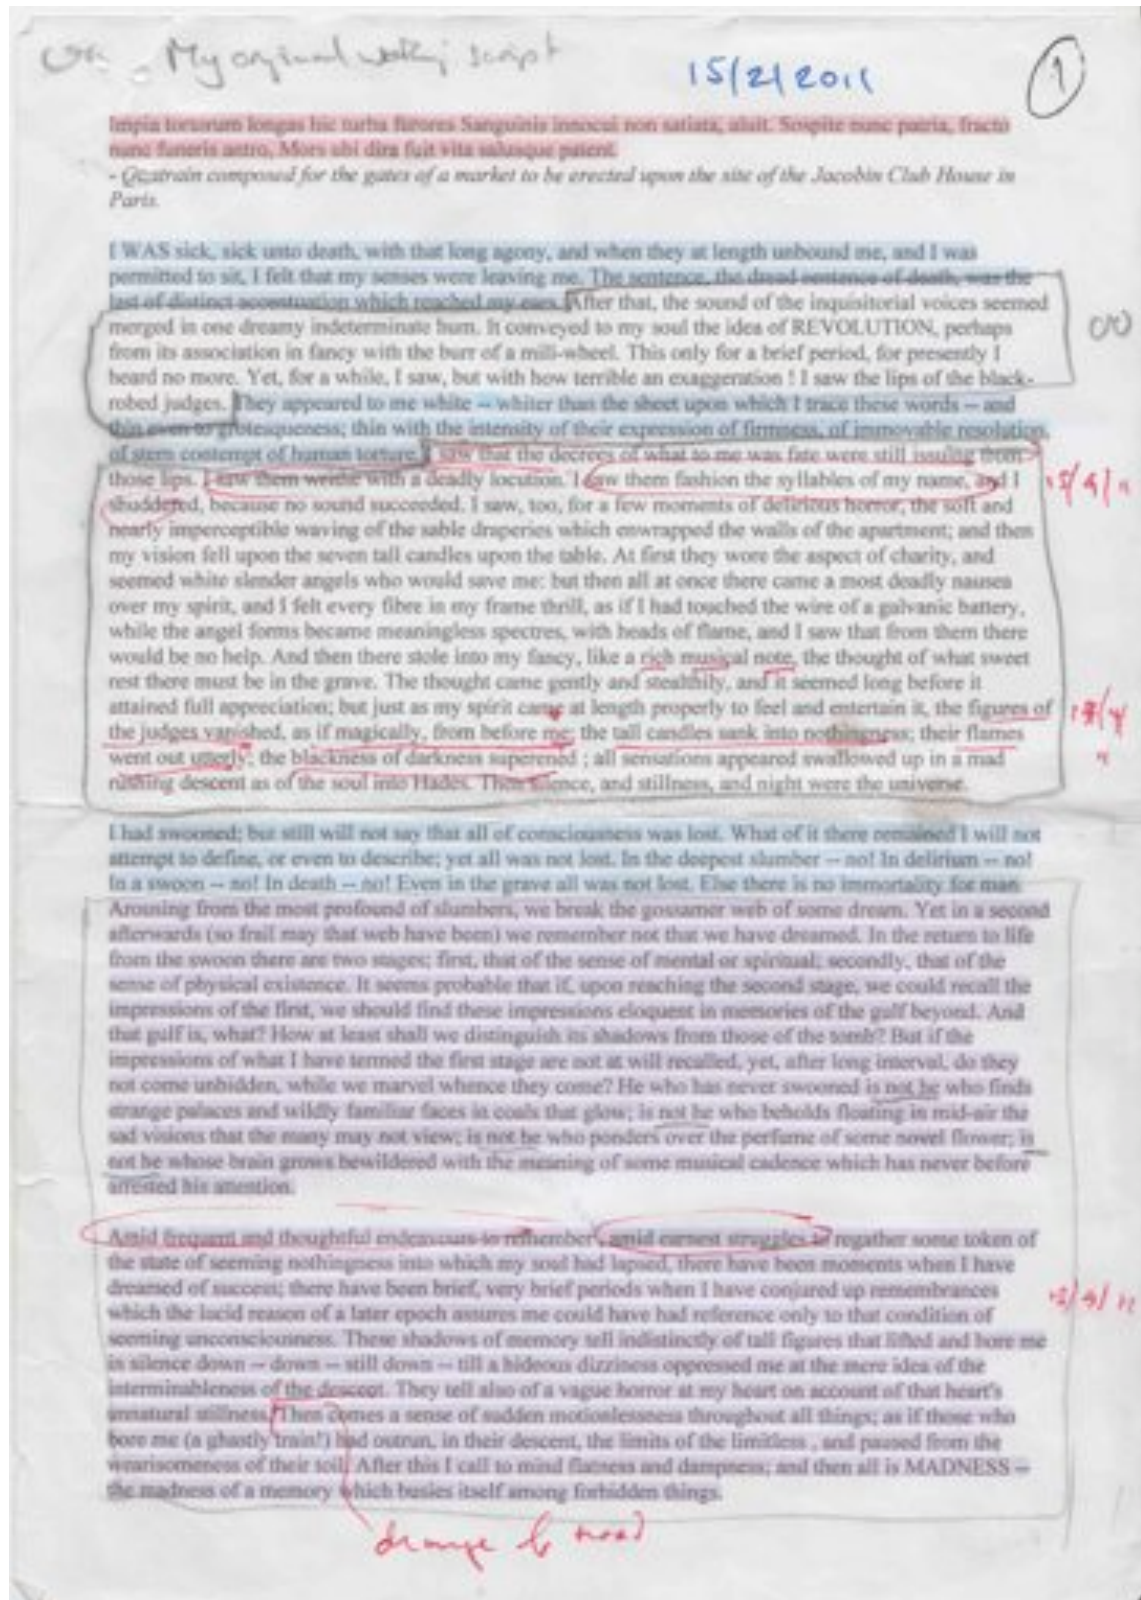 My original working script
15/2/2011
1
Impia tortorum longas hic turba furores Sanguinis innocui non satiata, aluit. Sospite nunc patria, fracto
nunc funeris antro, Mors ubi dira fuit vita salusque patent.
- Quatrain composed for the gates of a market to be erected upon the site of the Jacobin Club House in
Paris.
I WAS sick, sick unto death, with that long agony, and when they at length unbound me, and I was
permitted to sit, I felt that my senses were leaving me. The sentence, the dread sentence of death, was the
last of distinct accentuation which reached my ears. After that, the sound of the inquisitorial voices seemed
merged in one dreamy indeterminate hum. It conveyed to my soul the idea of REVOLUTION, perhaps
from its association in fancy with the burr of a mill-wheel. This only for a brief period, for presently I
heard no more. Yet, for a while, I saw, but with how terrible an exaggeration ! I saw the lips of the black-
robed judges. They appeared to me white -- whiter than the sheet upon which I trace these words -- and
thin even to grotesqueness; thin with the intensity of their expression of firmness, of immovable resolution,
of stern contempt of human torture. I saw that the decrees of what to me was fate were still issuing from
those lips. I saw them writhe with a deadly locution. I saw them fashion the syllables of my name, and I
shuddered, because no sound succeeded. I saw, too, for a few moments of delirious horror, the soft and
nearly imperceptible waving of the sable draperies which enwrapped the walls of the apartment; and then
my vision fell upon the seven tall candles upon the table. At first they wore the aspect of charity, and
seemed white slender angels who would save me: but then all at once there came a most deadly nausea
over my spirit, and I felt every fibre in my frame thrill, as if I had touched the wire of a galvanic battery,
while the angel forms became meaningless spectres, with heads of flame, and I saw that from them there
would be no help. And then there stole into my fancy, like a rich musical note, the thought of what sweet
rest there must be in the grave. The thought came gently and stealthily, and it seemed long before it
attained full appreciation; but just as my spirit came at length properly to feel and entertain it, the figures of
the judges vanished, as if magically, from before me; the tall candles sank into nothingness; their flames
went out utterly; the blackness of darkness superened ; all sensations appeared swallowed up in a mad
rushing descent as of the soul into Hades. Then silence, and stillness, and night were the universe.
I had swooned; but still will not say that all of consciousness was lost. What of it there remained I will not
attempt to define, or even to describe; yet all was not lost. In the deepest slumber -- no! In delirium -- no!
In a swoon -- no! In death -- no! Even in the grave all was not lost. Else there is no immortality for man.
Arousing from the most profound of slumbers, we break the gossamer web of some dream. Yet in a second
afterwards (so frail may that web have been) we remember not that we have dreamed. In the return to life
from the swoon there are two stages; first, that of the sense of mental or spiritual; secondly, that of the
sense of physical existence. It seems probable that if, upon reaching the second stage, we could recall the
impressions of the first, we should find these impressions eloquent in memories of the gulf beyond. And
that gulf is, what? How at least shall we distinguish its shadows from those of the tomb? But if the
impressions of what I have termed the first stage are not at will recalled, yet, after long interval, do they
not come unbidden, while we marvel whence they come? He who has never swooned is not he who finds
strange palaces and wildly familiar faces in coals that glow; is not he who beholds floating in mid-air the
sad visions that the many may not view; is not he who ponders over the perfume of some novel flower; is
not he whose brain grows bewildered with the meaning of some musical cadence which has never before
arrested his attention.
Amid frequent and thoughtful endeavours to remember, amid earnest struggles to regather some token of
the state of seeming nothingness into which my soul had lapsed, there have been moments when I have
dreamed of success; there have been brief, very brief periods when I have conjured up remembrances
which the lucid reason of a later epoch assures me could have had reference only to that condition of
seeming unconsciousness. These shadows of memory tell indistinctly of tall figures that lifted and bore me
in silence down -- down -- still down -- till a hideous dizziness oppressed me at the mere idea of the
interminableness of the descent. They tell also of a vague horror at my heart on account of that heart's
unnatural stillness. Then comes a sense of sudden motionlessness throughout all things; as if those who
bore me (a ghastly train!) had outrun, in their descent, the limits of the limitless , and paused from the
wearisomeness of their toil. After this I call to mind flatness and dampness; and then all is MADNESS --
the madness of a memory which busies itself among forbidden things.